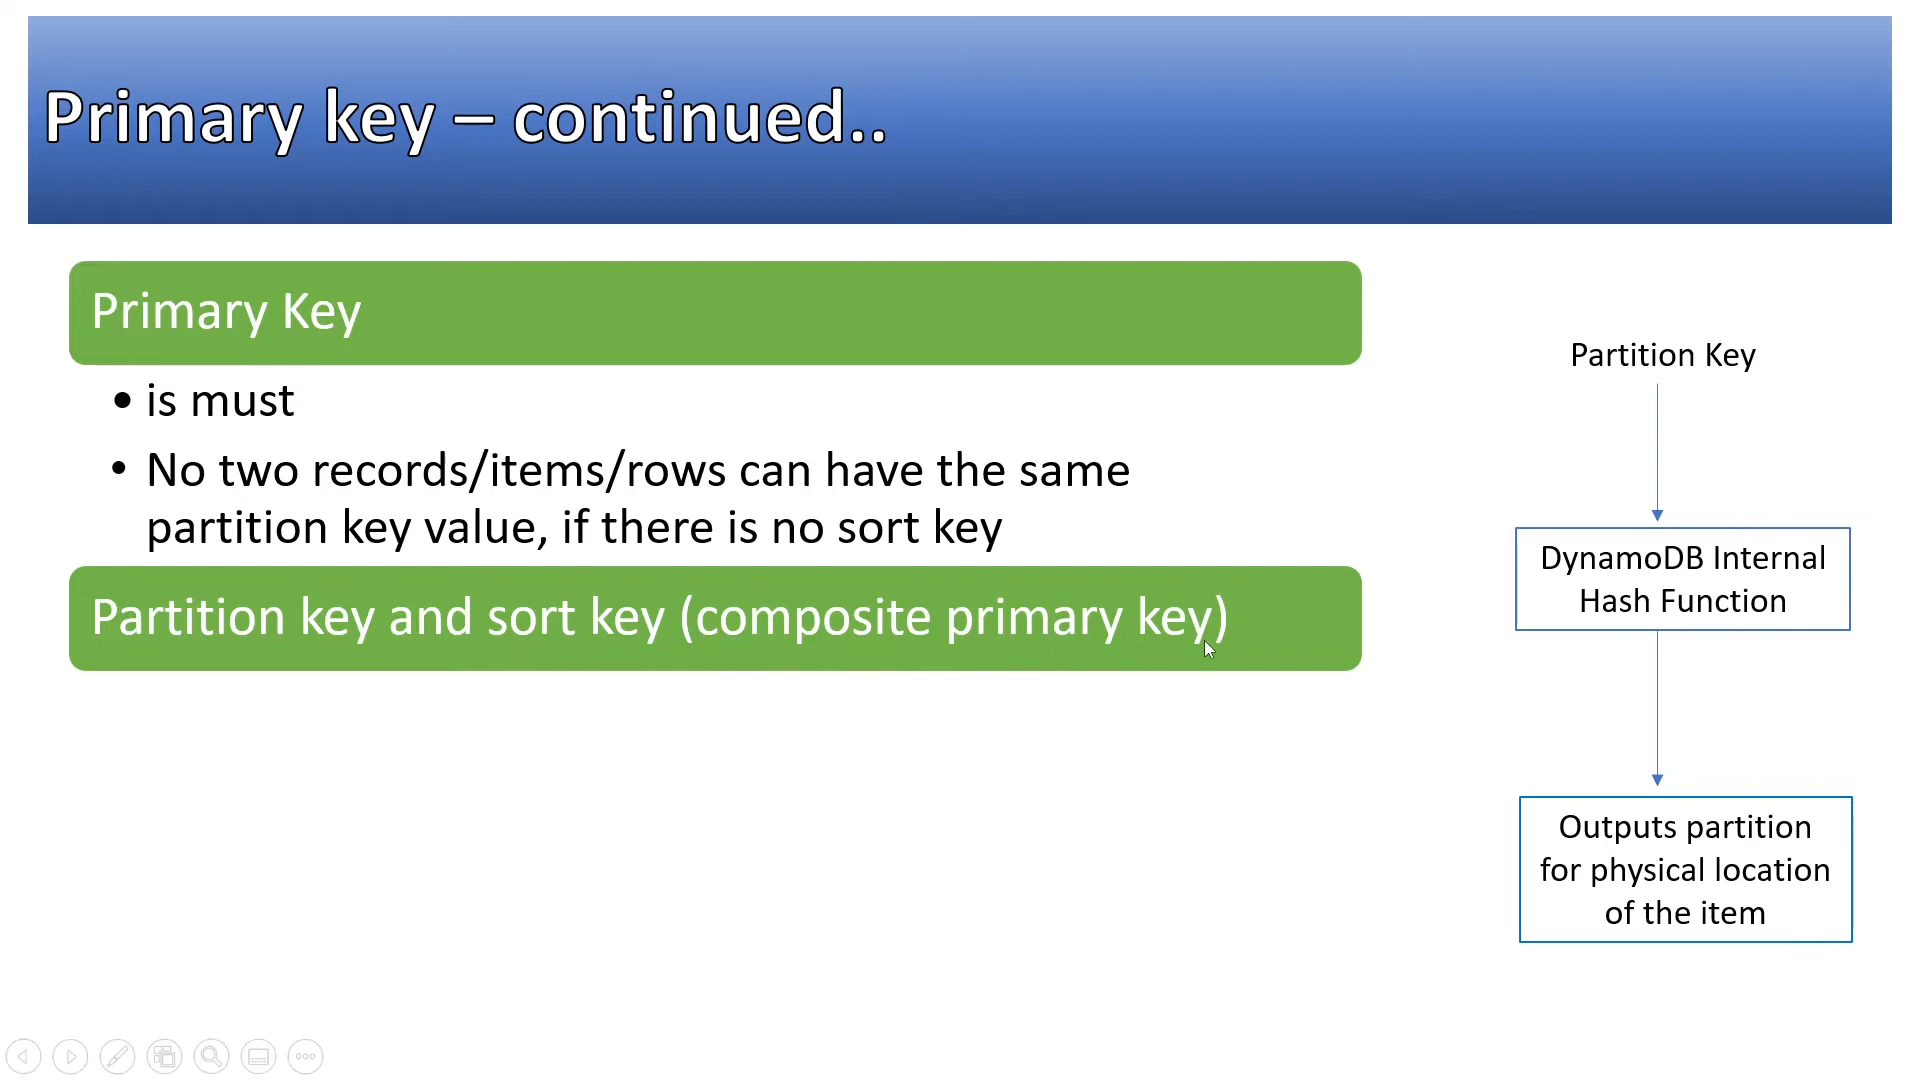 Primary key – continued..
Primary Key
• is must
• No two records/items/rows can have the same
partition key value, if there is no sort key
Partition key and sort key (composite primary key)
Partition Key
DynamoDB Internal
Hash Function
Outputs partition
for physical location
of the item